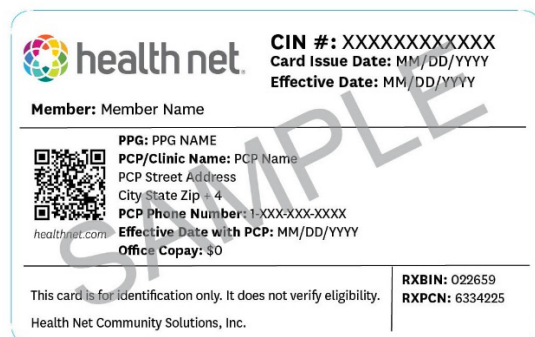 health net.
CIN #: XXXXXXXXXXXX
Card Issue Date: MM/DD/YYYY
Effective Date: MM/DD/YYYY
Member: Member Name
PPG: PPG NAME
PCP/Clinic Name: PCP Name
PCP Street Address
City State Zip + 4
PCP Phone Number: 1-XXX-XXX-XXXX
healthnet.com
Effective Date with PCP: MM/DD/YYYY
Office Copay: $0
SAMPLE
This card is for identification only. It does not verify eligibility.
Health Net Community Solutions, Inc.
RXBIN: 022659
RXPCN: 6334225